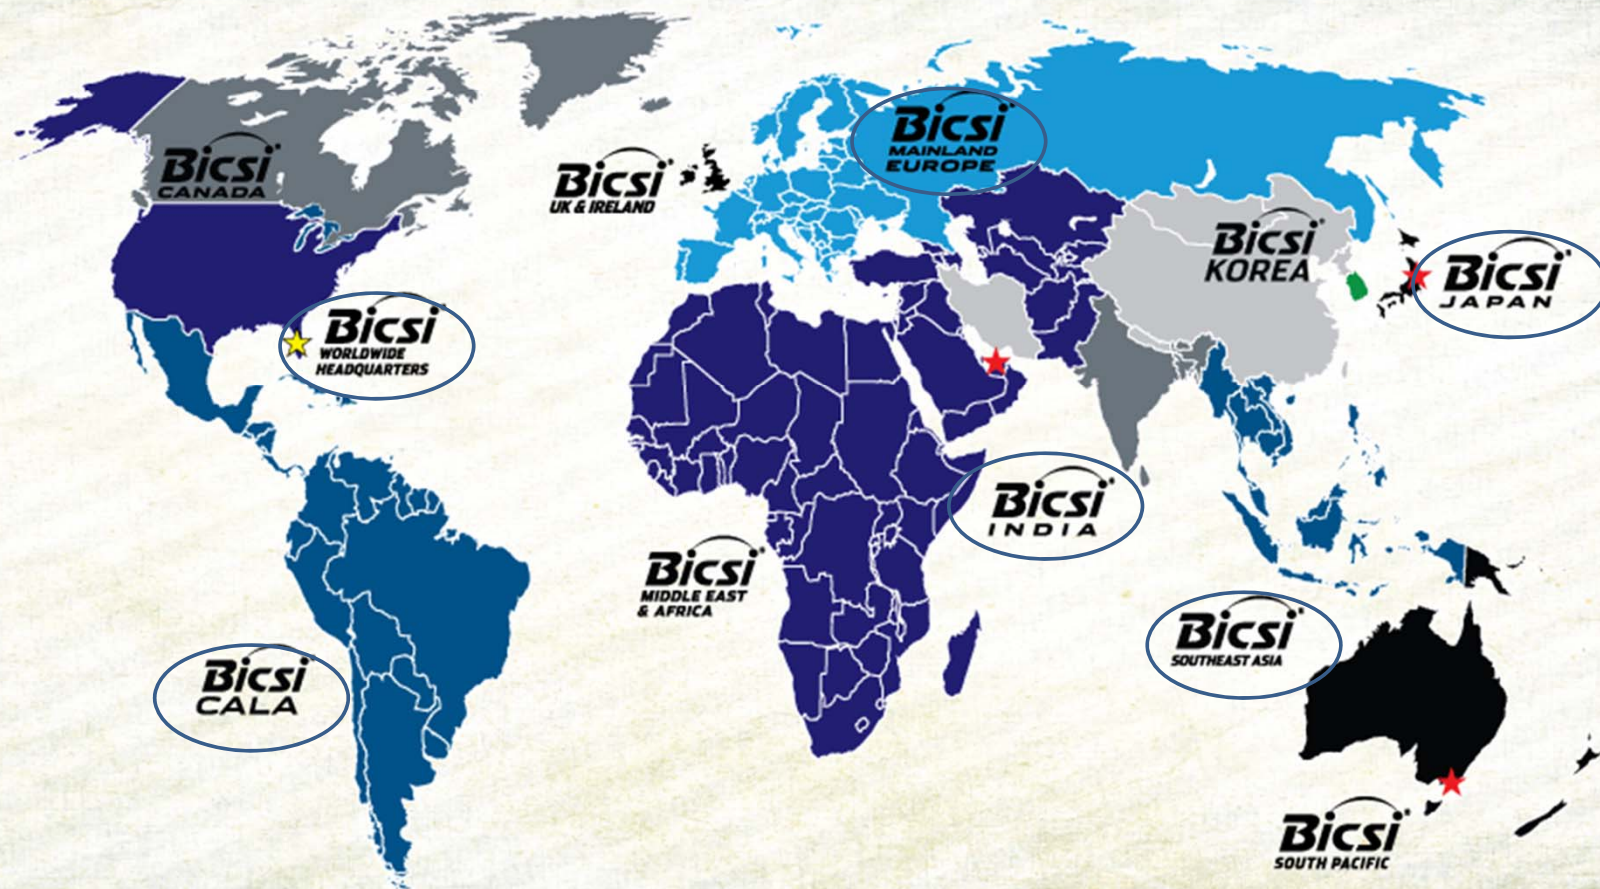 Bicsi
CANADA
Bicsi
UK & IRELAND
Bicsi
MAINLAND
EUROPE
Bicsi
KOREA
Bicsi
JAPAN
Bicsi
WORLDWIDE
HEADQUARTERS
Bicsi
INDIA
Bicsi
MIDDLE EAST
& AFRICA
Bicsi
SOUTHEAST ASIA
Bicsi
CALA
Bicsi
SOUTH PACIFIC